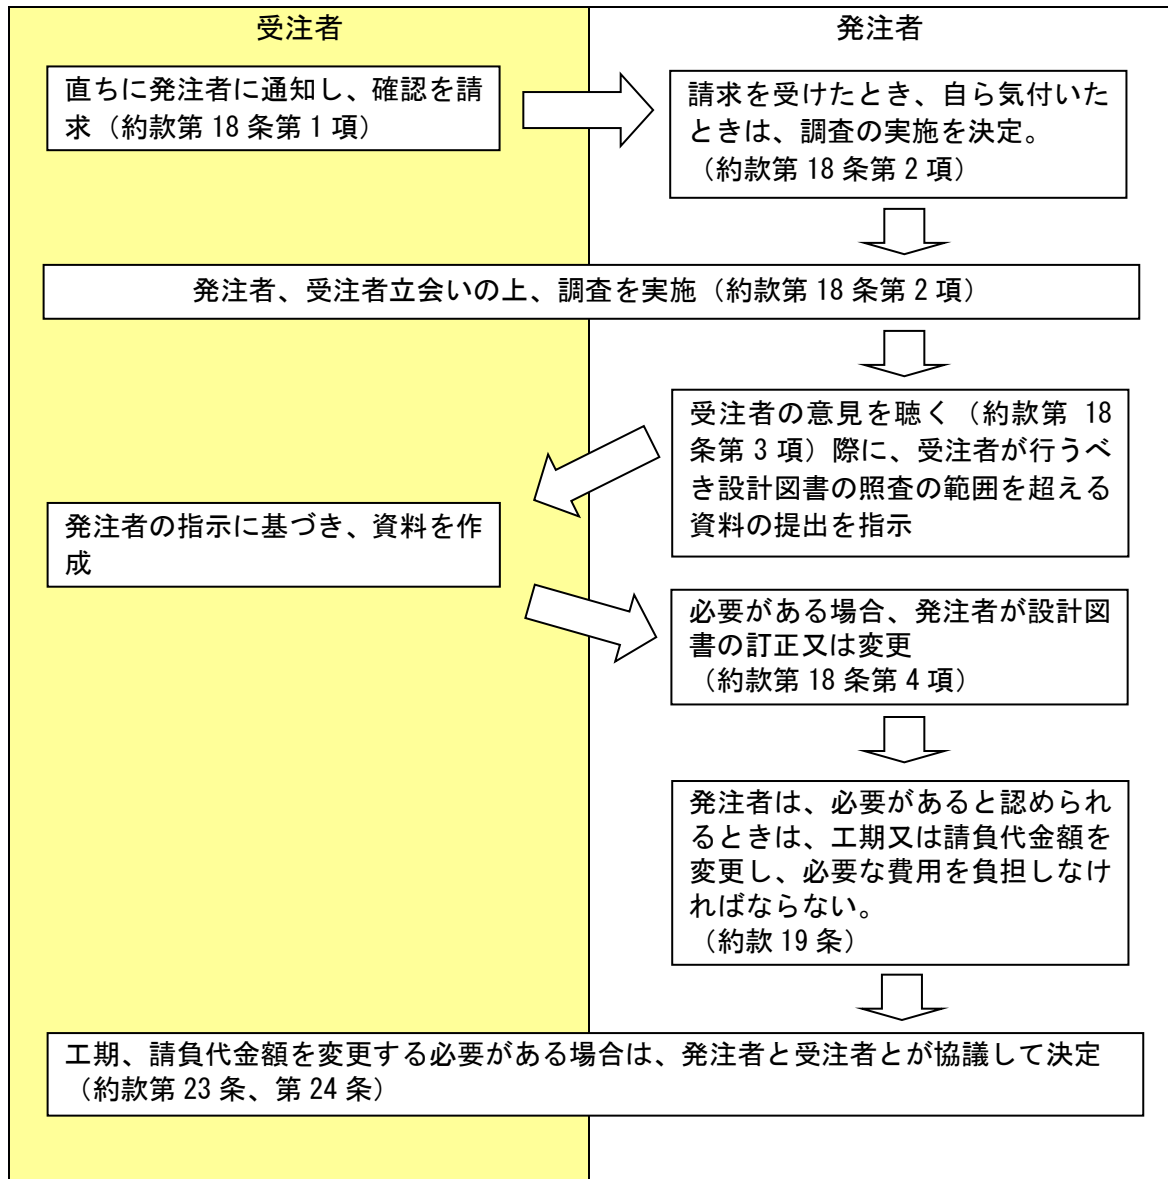 受注者
発注者
直ちに発注者に通知し、確認を請
求（約款第 18 条第 1 項）
請求を受けたとき、自ら気付いた
ときは、調査の実施を決定。
（約款第 18 条第 2 項）
発注者、受注者立会いの上、調査を実施（約款第 18 条第 2 項）
受注者の意見を聴く（約款第 18
条第 3 項）際に、受注者が行うべ
き設計図書の照査の範囲を超える
資料の提出を指示
発注者の指示に基づき、資料を作
成
必要がある場合、発注者が設計図
書の訂正又は変更
（約款第 18 条第 4 項）
発注者は、必要があると認められ
るときは、工期又は請負代金額を
変更し、必要な費用を負担しなけ
ればならない。
（約款 19 条）
工期、請負代金額を変更する必要がある場合は、発注者と受注者とが協議して決定
（約款第 23 条、第 24 条）